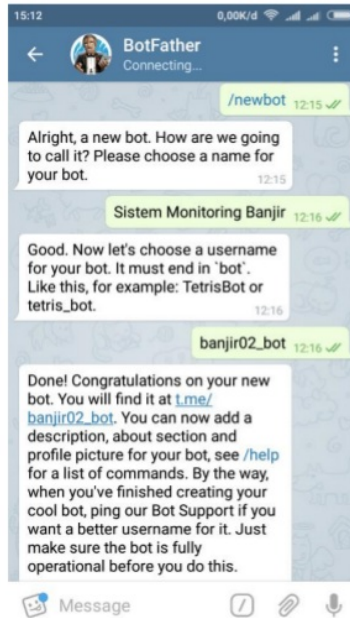 15:12
0,00K/d
BotFather
Connecting...
/newbot 12:15
Alright, a new bot. How are we going
to call it? Please choose a name for
your bot.
12:15
Sistem Monitoring Banjir 12:16
Good. Now let's choose a username
for your bot. It must end in `bot`.
Like this, for example: TetrisBot or
tetris_bot.
12:16
banjir02_bot 12:16
Done! Congratulations on your new
bot. You will find it at t.me/
banjir02_bot. You can now add a
description, about section and
profile picture for your bot, see /help
for a list of commands. By the way,
when you've finished creating your
cool bot, ping our Bot Support if you
want a better username for it. Just
make sure the bot is fully
operational before you do this.
Message